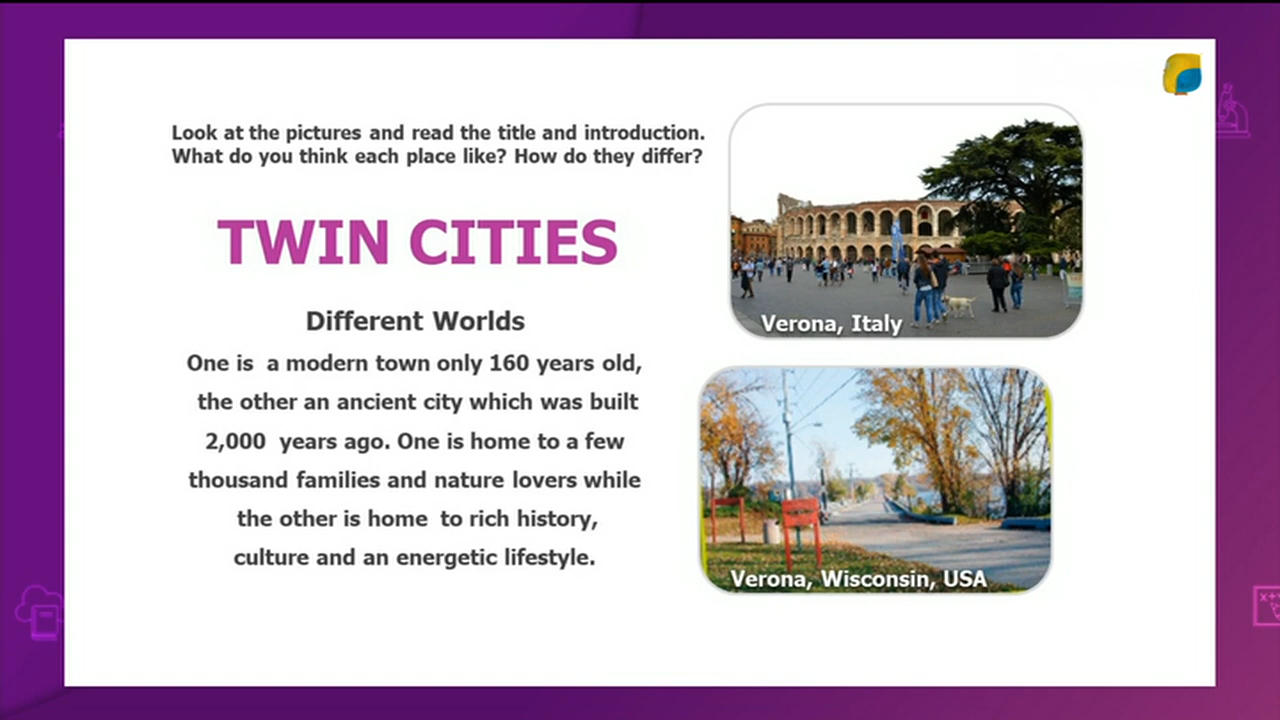 Look at the pictures and read the title and introduction.
What do you think each place like? How do they differ?
TWIN CITIES
Different Worlds
One is a modern town only 160 years old,
the other an ancient city which was built
2,000 years ago. One is home to a few
thousand families and nature lovers while
the other is home to rich history,
culture and an energetic lifestyle.
Verona, Italy
Verona, Wisconsin, USA